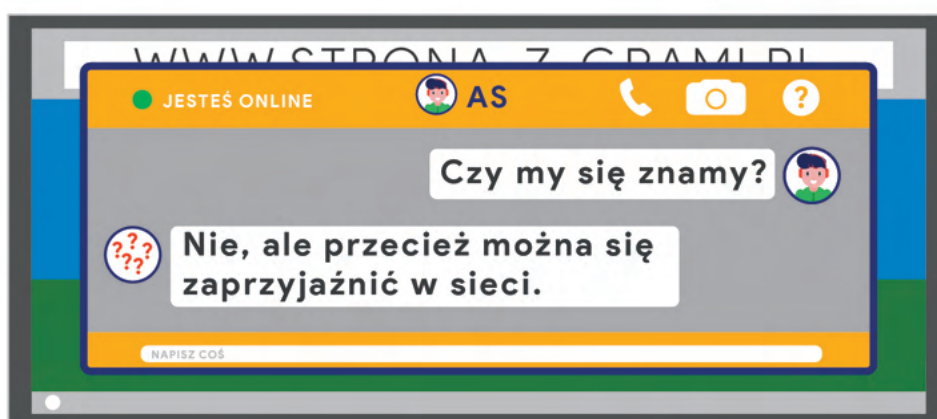 WWW.STRONA_Z_GRAMI.PL
JESTEŚ ONLINE
AS
?
Czy my się znamy?
????? 
Nie, ale przecież można się
zaprzyjaźnić w sieci.
NAPISZ COŚ